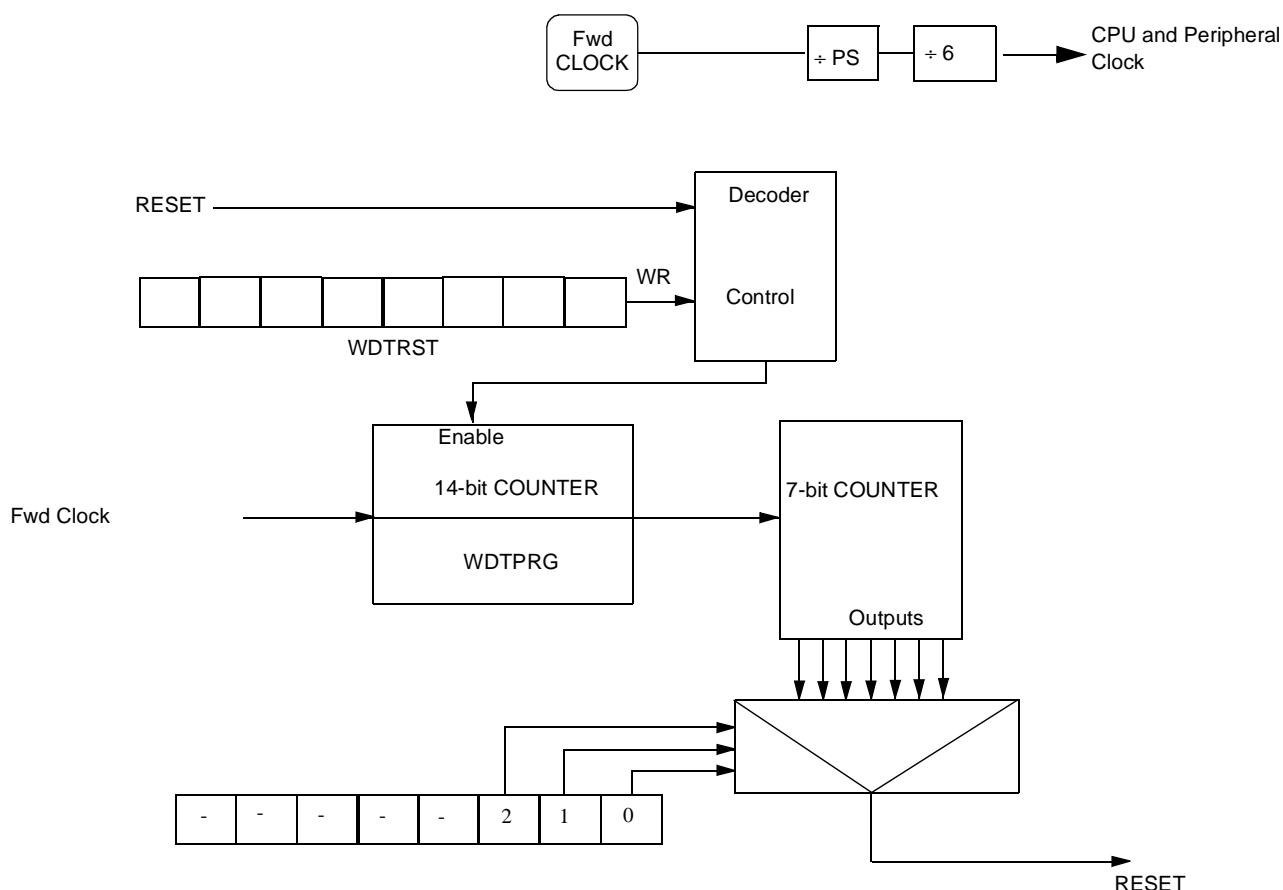 Fwd
CLOCK
÷ PS
÷ 6
CPU and Peripheral
Clock
RESET
Decoder
WR
Control
WDTRST
Enable
14-bit COUNTER
7-bit COUNTER
Fwd Clock
WDTPRG
Outputs
- - - - - 2 1 0
RESET